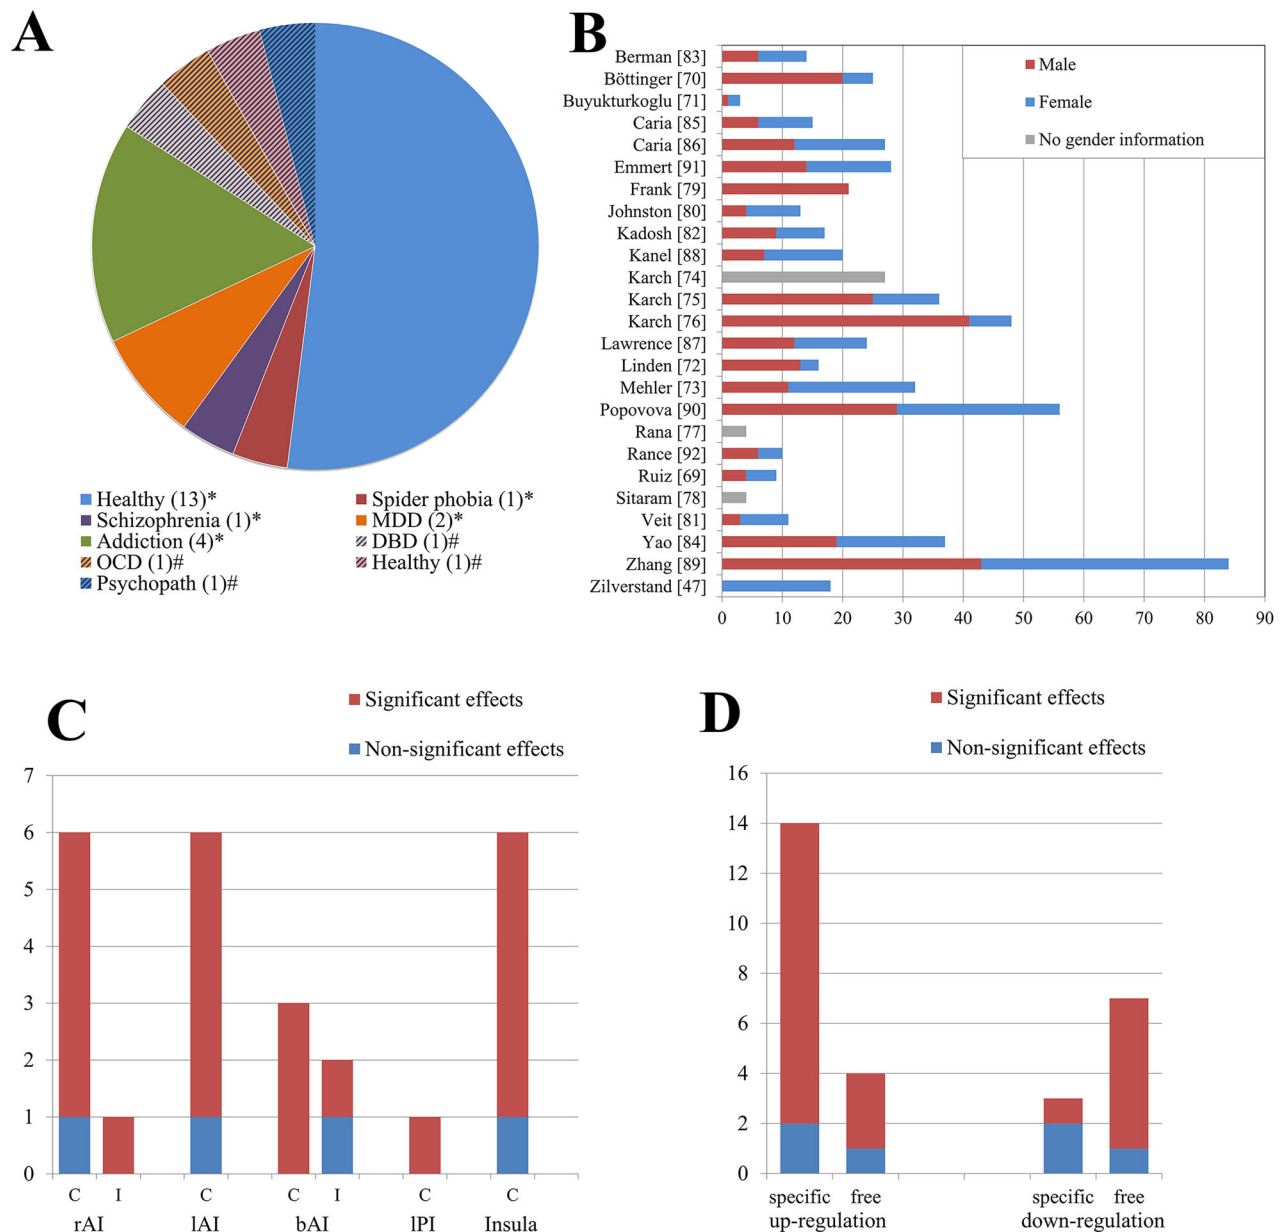 A
Healthy (13)*
Spider phobia (1)*
Schizophrenia (1)*
MDD (2)*
Addiction (4)*
DBD (1)#
OCD (1)#
Healthy (1)#
Psychopath (1)#
B
Male
Female
No gender information
Berman [83]
Böttinger [70]
Buyukturkoglu [71]
Caria [85]
Caria [86]
Emmert [91]
Frank [79]
Johnston [80]
Kadosh [82]
Kanel [88]
Karch [74]
Karch [75]
Karch [76]
Lawrence [87]
Linden [72]
Mehler [73]
Popovova [90]
Rana [77]
Rance [92]
Ruiz [69]
Sitaram [78]
Veit [81]
Yao [84]
Zhang [89]
Zilverstand [47]
0 10 20 30 40 50 60 70 80 90
C
Significant effects
Non-significant effects
7
6
5
4
3
2
1
0
C I C C I C C
rAI lAI bAI lPI Insula
D
Significant effects
Non-significant effects
16
14
12
10
8
6
4
2
0
specific free specific free
up-regulation down-regulation